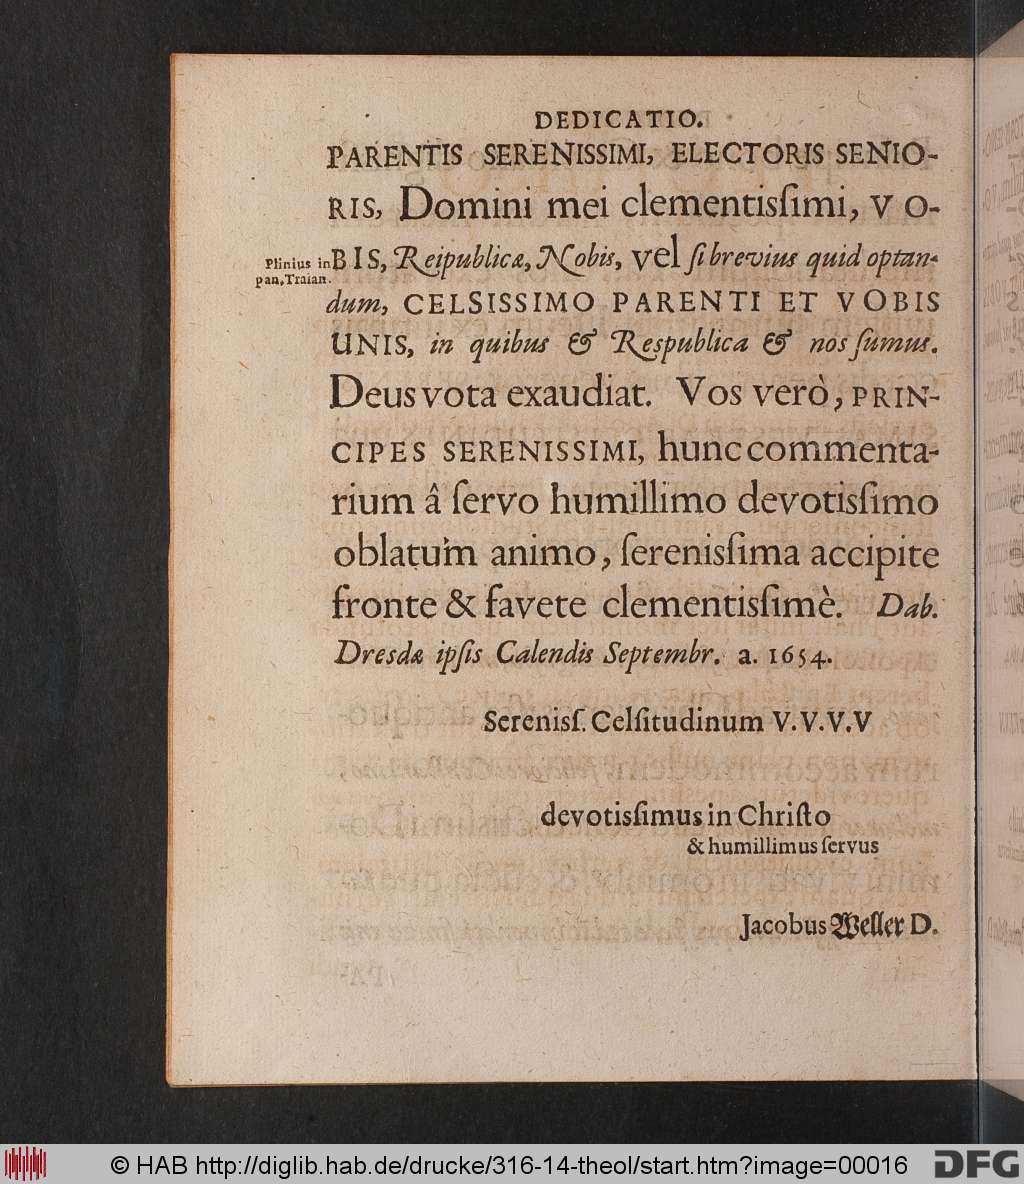 DEDICATIO.
PARENTIS SERENISSIMI, ELECTORIS SENIO-
RIS, Domini mei clementisſimi, V O-
Plinius in
pan. Traian.
BIS, Reipublicæ, Nobis, vel ſi brevius quid optan-
dum, CELSISSIMO PARENTI ET VOBIS
UNIS, in quibus & Respublica & nos ſumus.
Deus vota exaudiat. Vos verò, PRIN-
CIPES SERENISSIMI, hunc commenta-
rium â ſervo humillimo devotisſimo
oblatum animo, ſerenisſima accipite
fronte & favete clementisſimè. Dab.
Dresdæ ipſis Calendis Septembr. a. 1654.
Sereniſſ. Celſitudinum V.V.V.V
devotisſimus in Chriſto
& humillimus ſervus
Jacobus Weller D.
© HAB http://diglib.hab.de/drucke/316-14-theol/start.htm?image=00016
DFG